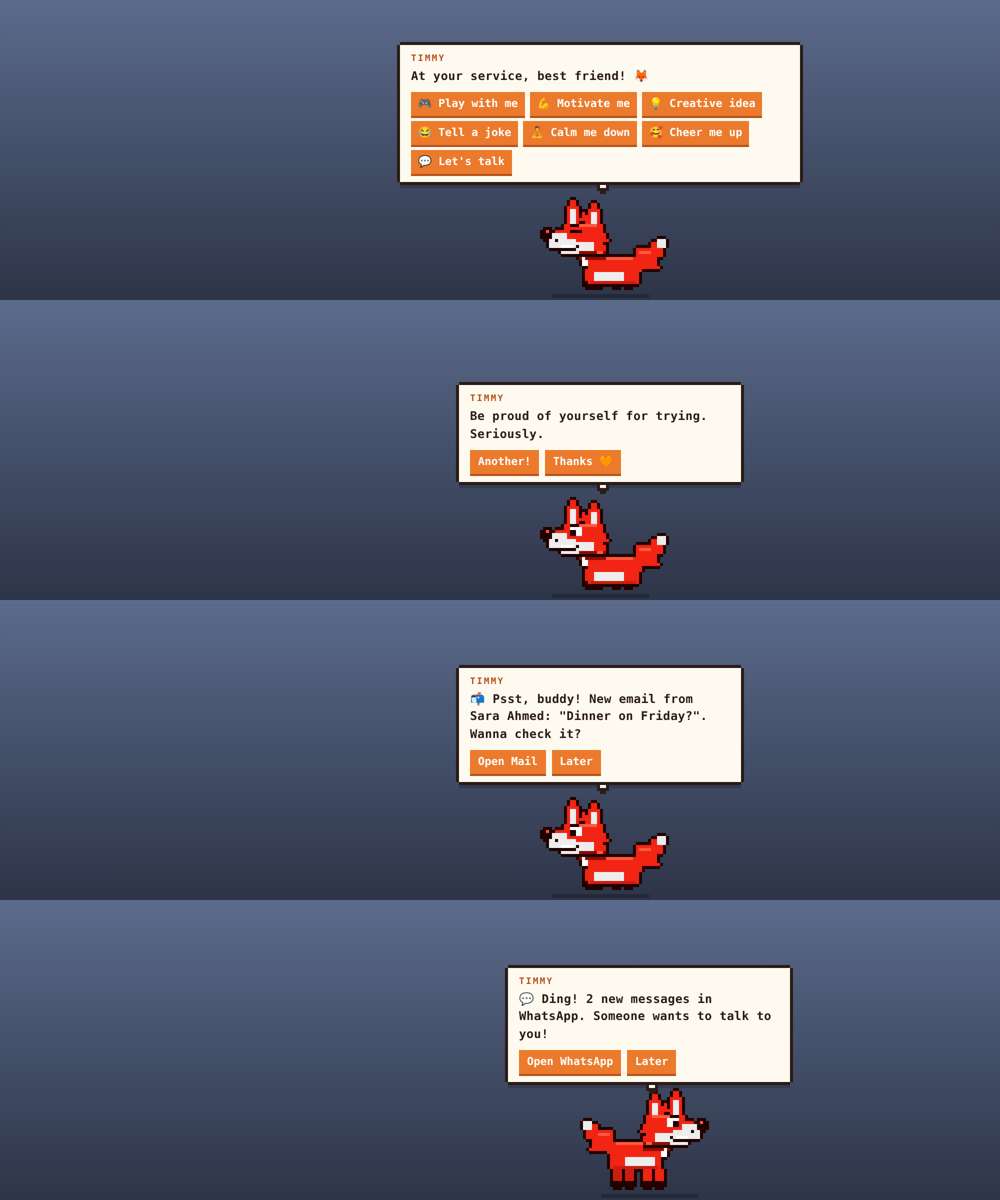 TIMMY
At your service, best friend! 🦊
🎮 Play with me 💪 Motivate me 💡 Creative idea
😂 Tell a joke 🧘 Calm me down 🥰 Cheer me up
💬 Let's talk
TIMMY
Be proud of yourself for trying.
Seriously.
Another! Thanks 🧡
TIMMY
📬 Psst, buddy! New email from
Sara Ahmed: "Dinner on Friday?".
Wanna check it?
Open Mail Later
TIMMY
💬 Ding! 2 new messages in
WhatsApp. Someone wants to talk to
you!
Open WhatsApp Later